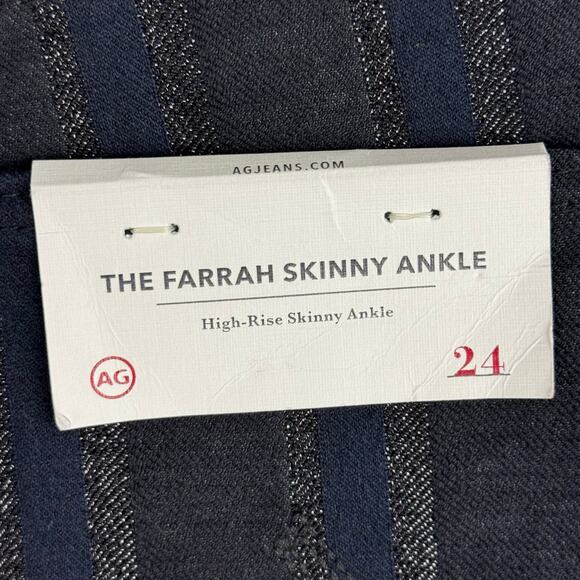 AGJEANS.COM
THE FARRAH SKINNY ANKLE
High-Rise Skinny Ankle
AG
24